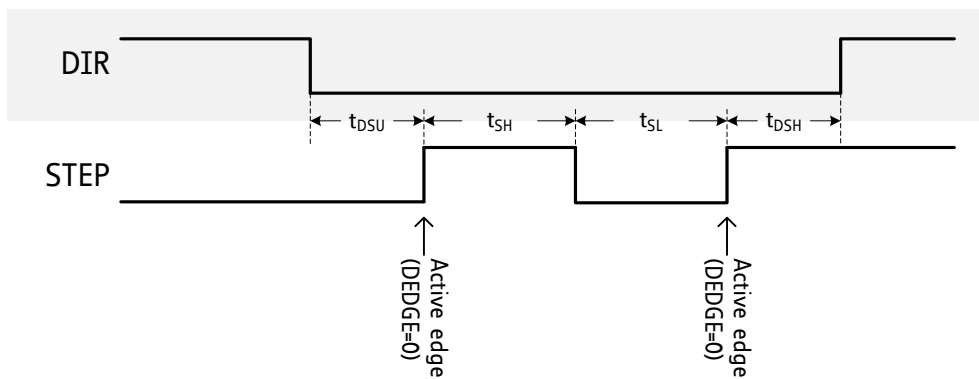 DIR
tDSU tSH tSL tDSH
STEP
Active edge
(DEDGE=0)
Active edge
(DEDGE=0)